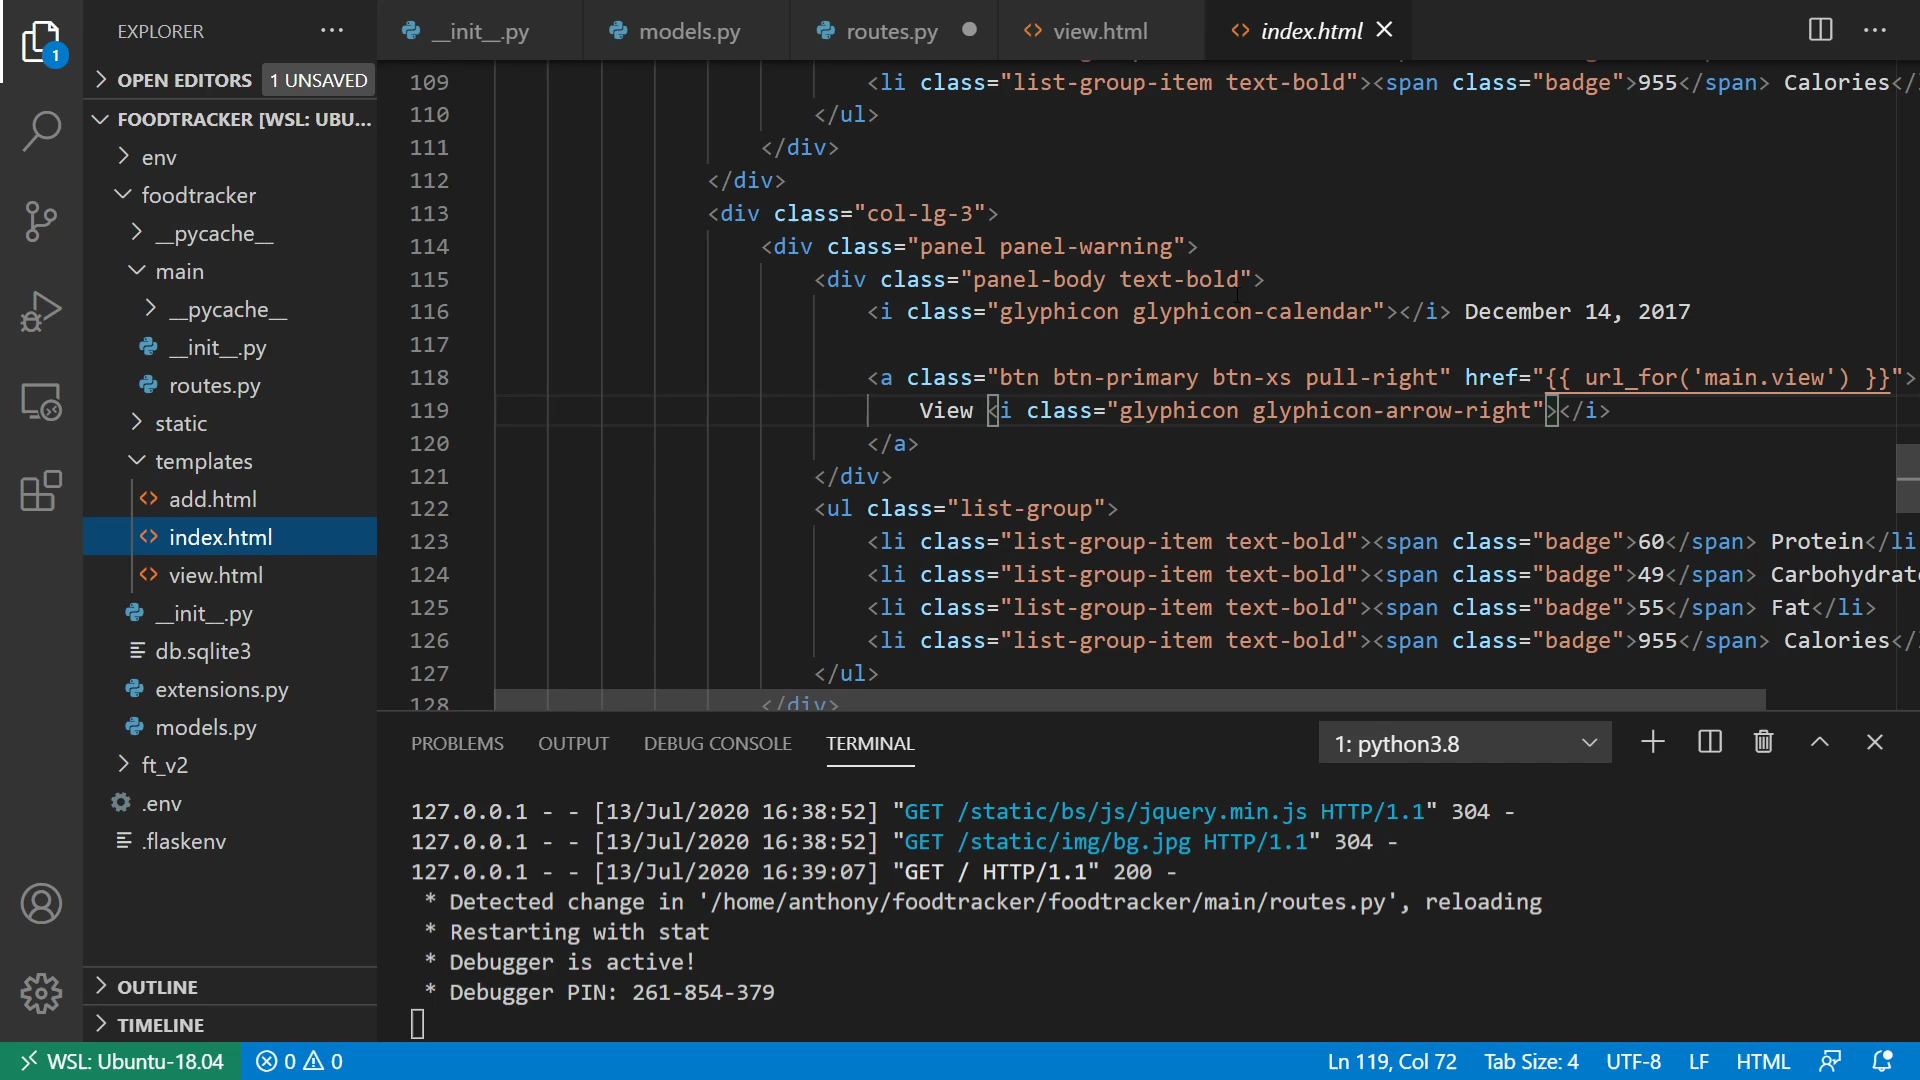 EXPLORER
1
OPEN EDITORS 1 UNSAVED
FOODTRACKER [WSL: UBU...
env
foodtracker
__pycache__
main
__pycache__
__init__.py
routes.py
static
templates
add.html
index.html
view.html
__init__.py
db.sqlite3
extensions.py
models.py
ft_v2
.env
.flaskenv
OUTLINE
TIMELINE
__init__.py models.py routes.py view.html index.html
109 <li class="list-group-item text-bold"><span class="badge">955</span> Calories</
110 </ul>
111 </div>
112 </div>
113 <div class="col-lg-3">
114 <div class="panel panel-warning">
115 <div class="panel-body text-bold">
116 <i class="glyphicon glyphicon-calendar"></i> December 14, 2017
117
118 <a class="btn btn-primary btn-xs pull-right" href="{{ url_for('main.view') }}">
119 View <i class="glyphicon glyphicon-arrow-right"></i>
120 </a>
121 </div>
122 <ul class="list-group">
123 <li class="list-group-item text-bold"><span class="badge">60</span> Protein</li
124 <li class="list-group-item text-bold"><span class="badge">49</span> Carbohydrat
125 <li class="list-group-item text-bold"><span class="badge">55</span> Fat</li>
126 <li class="list-group-item text-bold"><span class="badge">955</span> Calories</
127 </ul>
128 </div>
PROBLEMS OUTPUT DEBUG CONSOLE TERMINAL 1: python3.8
127.0.0.1 - - [13/Jul/2020 16:38:52] "GET /static/bs/js/jquery.min.js HTTP/1.1" 304 -
127.0.0.1 - - [13/Jul/2020 16:38:52] "GET /static/img/bg.jpg HTTP/1.1" 304 -
127.0.0.1 - - [13/Jul/2020 16:39:07] "GET / HTTP/1.1" 200 -
* Detected change in '/home/anthony/foodtracker/foodtracker/main/routes.py', reloading
* Restarting with stat
* Debugger is active!
* Debugger PIN: 261-854-379
WSL: Ubuntu-18.04 0 0 Ln 119, Col 72 Tab Size: 4 UTF-8 LF HTML